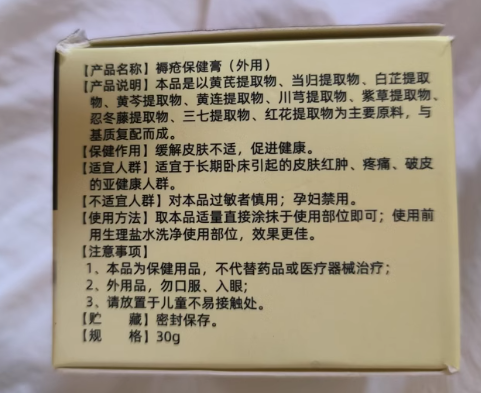 【产品名称】褥疮保健膏（外用）
【产品说明】本品是以黄芪提取物、当归提取物、白芷提取
物、黄芩提取物、黄连提取物、川芎提取物、紫草提取物、
忍冬藤提取物、三七提取物、红花提取物为主要原料，与
基质复配而成。
【保健作用】缓解皮肤不适，促进健康。
【适宜人群】适宜于长期卧床引起的皮肤红肿、疼痛、破皮
的亚健康人群。
【不适宜人群】对本品过敏者慎用；孕妇禁用。
【使用方法】取本品适量直接涂抹于使用部位即可；使用前
用生理盐水洗净使用部位，效果更佳。
【注意事项】
1、本品为保健用品，不代替药品或医疗器械治疗；
2、外用品，勿口服、入眼；
3、请放置于儿童不易接触处。
【贮　　藏】密封保存。
【规　　格】30g